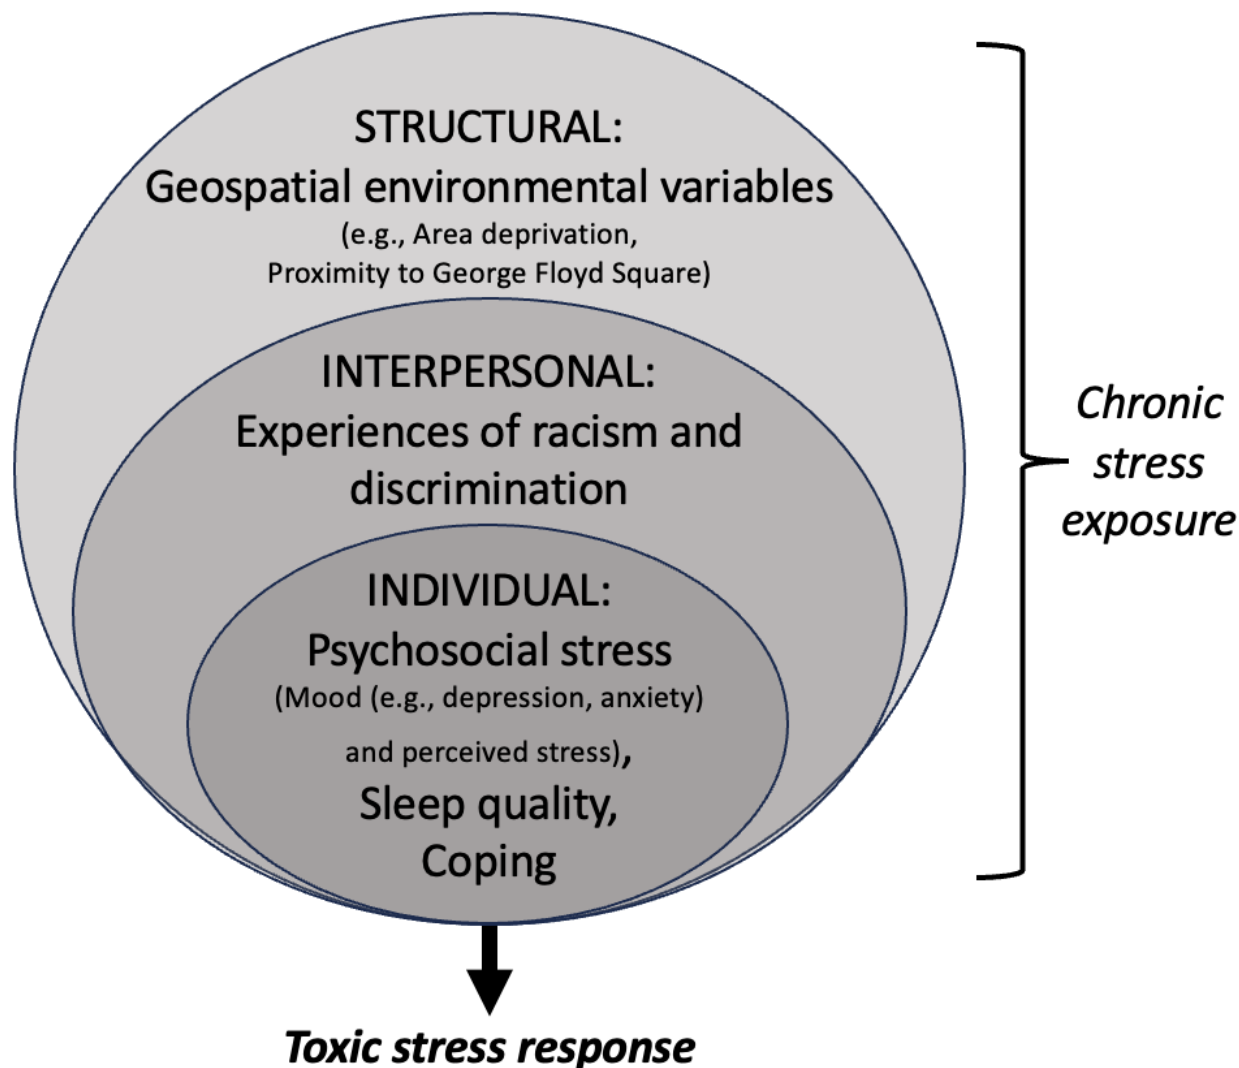 STRUCTURAL:
Geospatial environmental variables
(e.g., Area deprivation,
Proximity to George Floyd Square)
INTERPERSONAL:
Experiences of racism and
discrimination
INDIVIDUAL:
Psychosocial stress
(Mood (e.g., depression, anxiety)
and perceived stress),
Sleep quality,
Coping
Chronic
stress
exposure
Toxic stress response